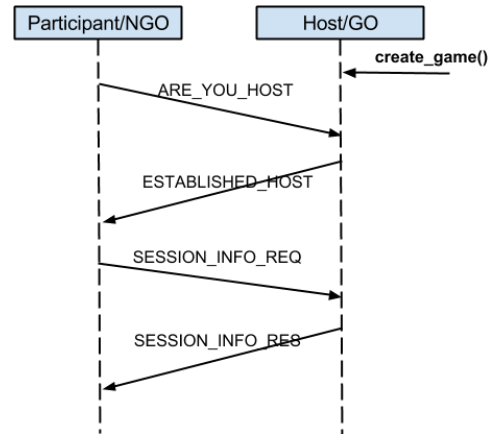 Participant/NGO
Host/GO
create_game()
ARE_YOU_HOST
ESTABLISHED_HOST
SESSION_INFO_REQ
SESSION_INFO_RES